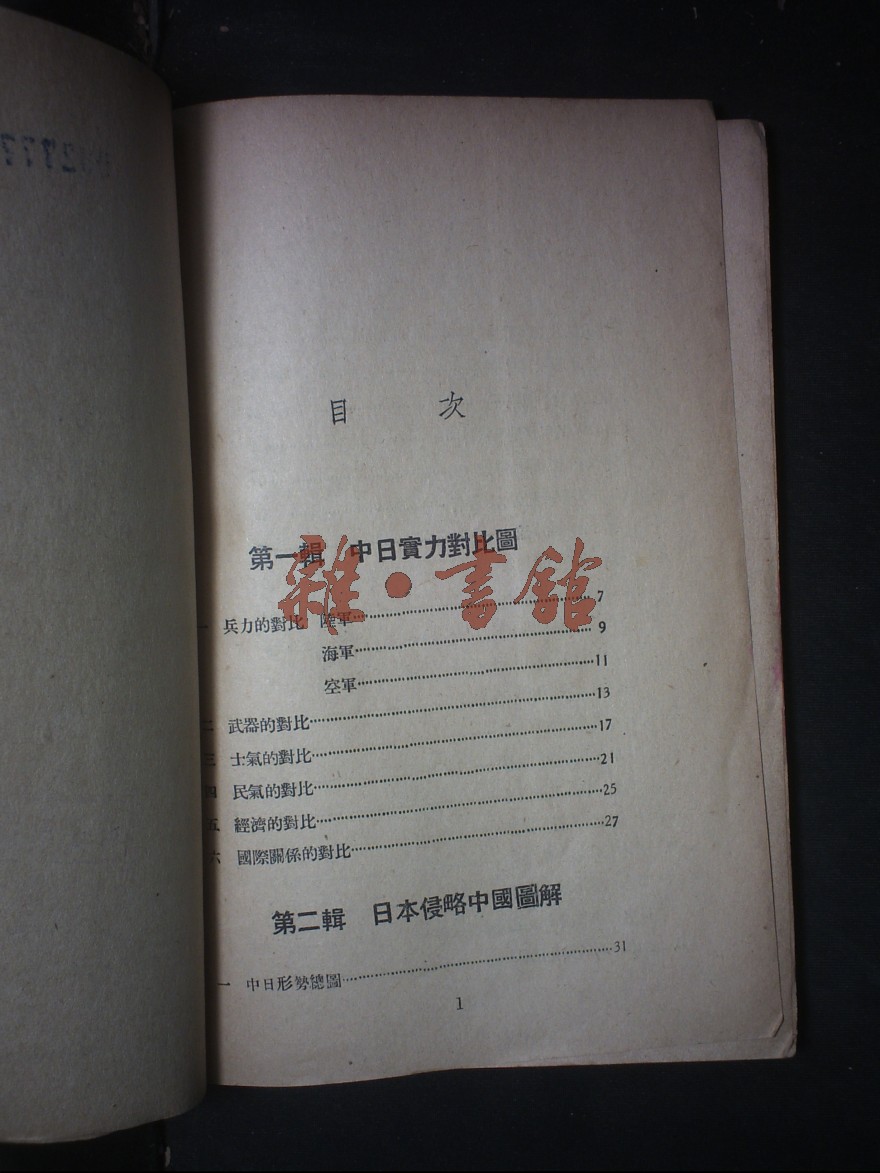 目 次
第一輯 中日實力對比圖
一 兵力的對比 陸軍 7
海軍 9
空軍 11
二 武器的對比 13
三 士氣的對比 17
四 民氣的對比 21
五 經濟的對比 25
六 國際關係的對比 27
第二輯 日本侵略中國圖解
一 中日形勢總圖 31
1
雜·書館